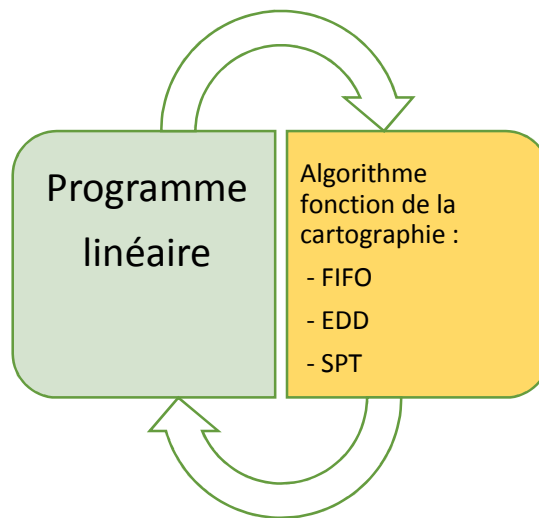 Programme
linéaire
Algorithme
fonction de la
cartographie :
- FIFO
- EDD
- SPT